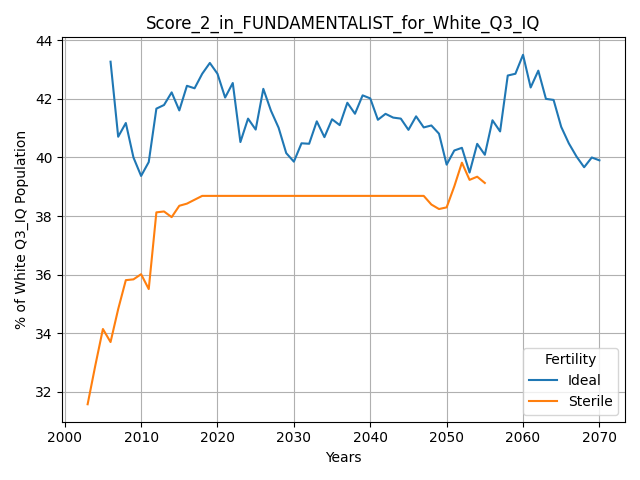 Score_2_in_FUNDAMENTALIST_for_White_Q3_IQ
% of White Q3_IQ Population
44
42
40
38
36
34
32
2000 2010 2020 2030 2040 2050 2060 2070
Years
Fertility
Ideal
Sterile